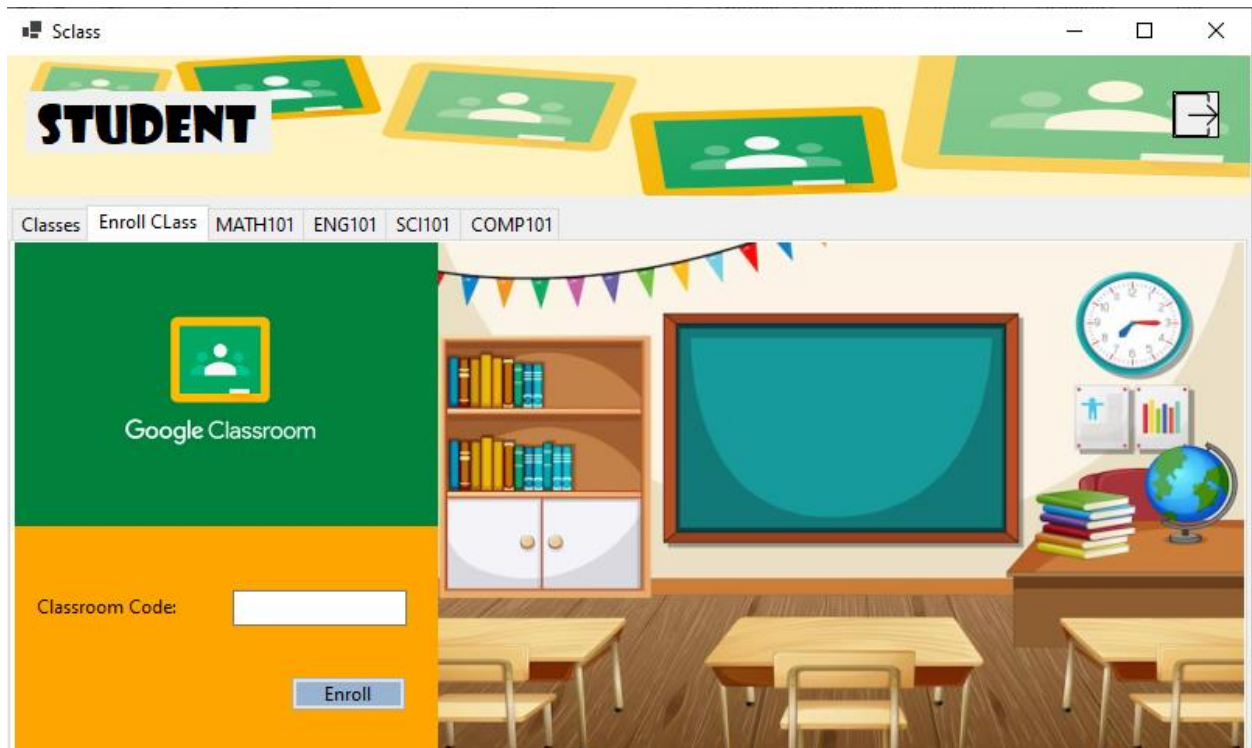 Sclass
STUDENT
Classes Enroll CLass MATH101 ENG101 SCI101 COMP101
Google Classroom
Classroom Code:
Enroll